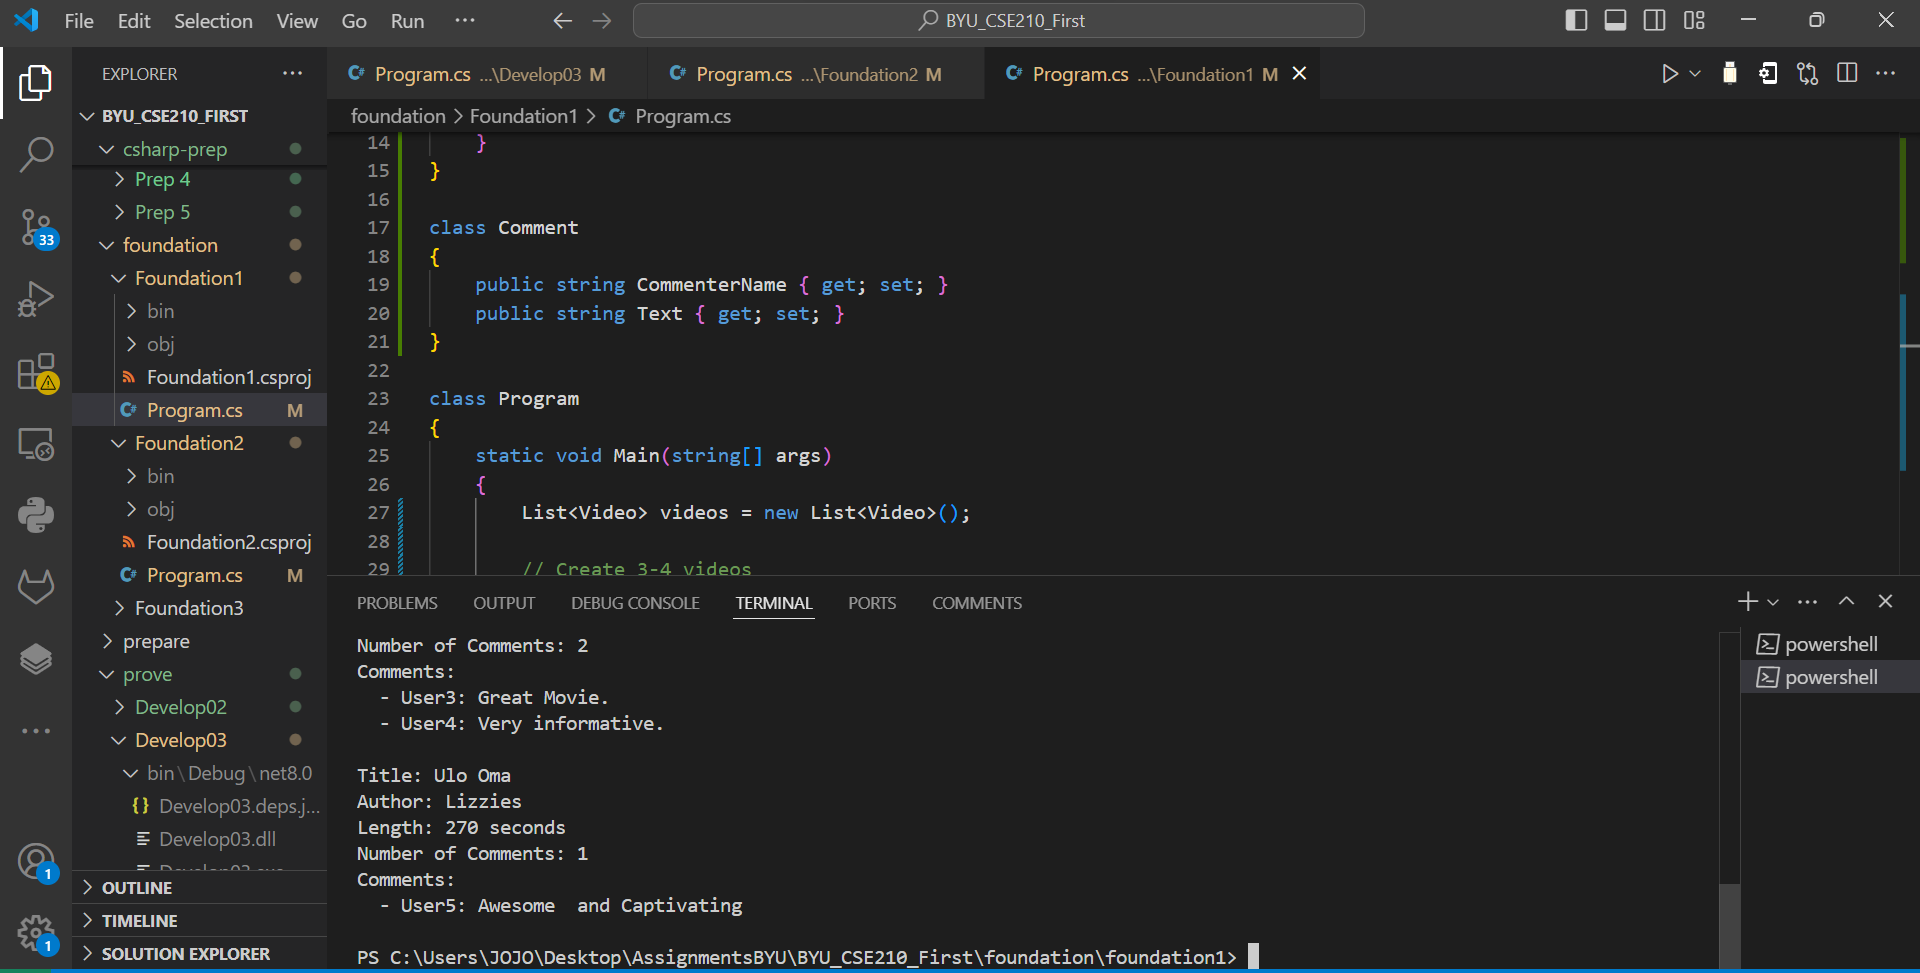 File Edit Selection View Go Run ···
BYU_CSE210_First
EXPLORER
BYU_CSE210_FIRST
csharp-prep
Prep 4
Prep 5
foundation
Foundation1
bin
obj
Foundation1.csproj
Program.cs M
Foundation2
bin
obj
Foundation2.csproj
Program.cs M
Foundation3
prepare
prove
Develop02
Develop03
bin\Debug\net8.0
Develop03.deps.j...
Develop03.dll
OUTLINE
TIMELINE
SOLUTION EXPLORER
33
1
1
Program.cs ...\Develop03 M
Program.cs ...\Foundation2 M
Program.cs ...\Foundation1 M
foundation > Foundation1 > Program.cs
14 }
15 }
16
17 class Comment
18 {
19 public string CommenterName { get; set; }
20 public string Text { get; set; }
21 }
22
23 class Program
24 {
25 static void Main(string[] args)
26 {
27 List<Video> videos = new List<Video>();
28
29 // Create 3-4 videos
PROBLEMS OUTPUT DEBUG CONSOLE TERMINAL PORTS COMMENTS
Number of Comments: 2
Comments:
- User3: Great Movie.
- User4: Very informative.
Title: Ulo Oma
Author: Lizzies
Length: 270 seconds
Number of Comments: 1
Comments:
- User5: Awesome  and Captivating
PS C:\Users\JOJO\Desktop\AssignmentsBYU\BYU_CSE210_First\foundation\foundation1>
powershell
powershell